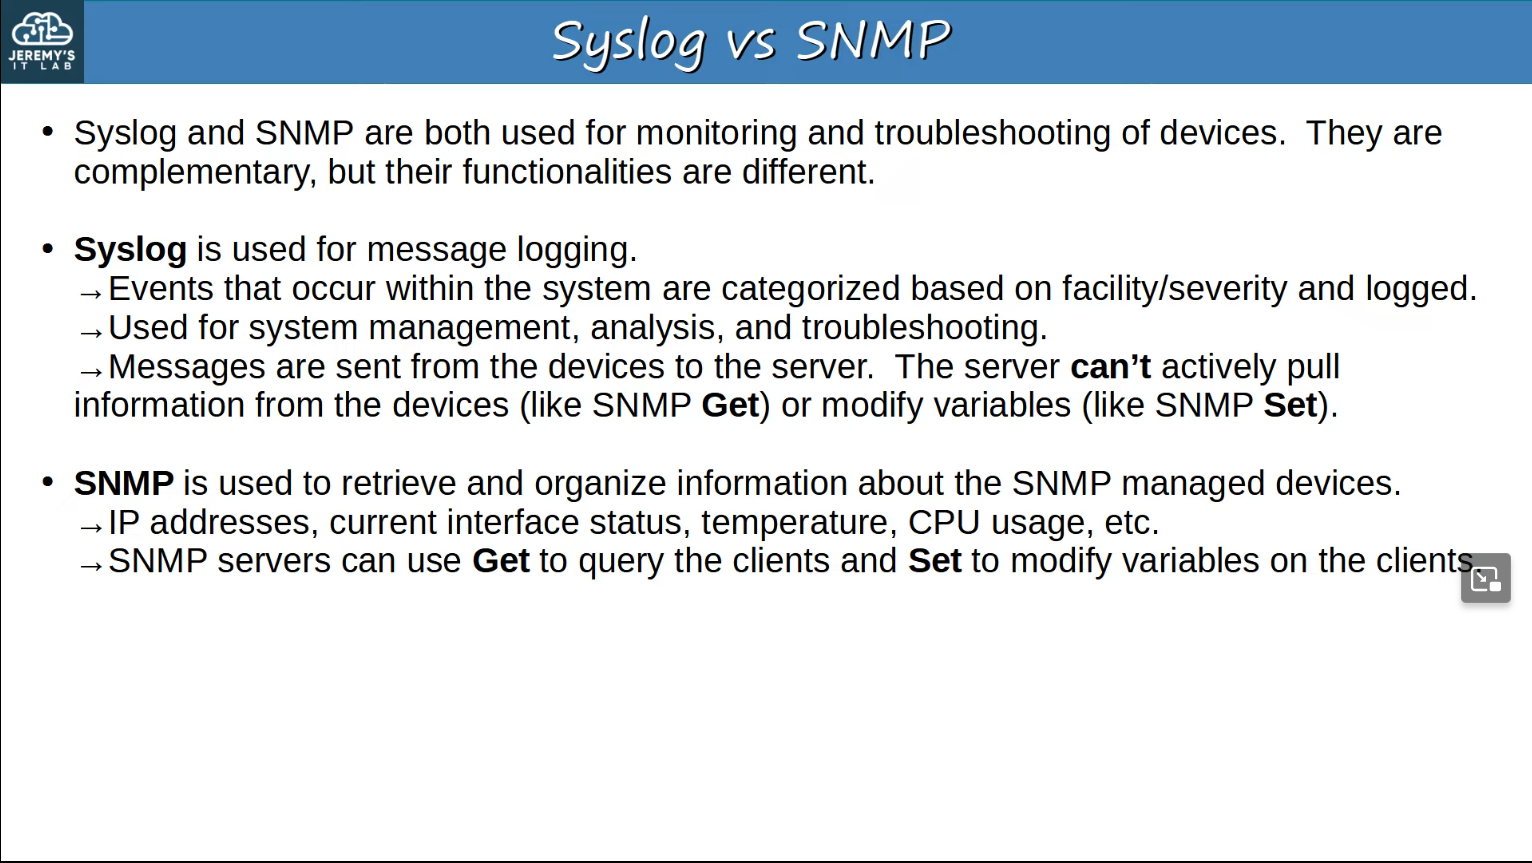 JEREMY'S
IT LAB
Syslog vs SNMP
• Syslog and SNMP are both used for monitoring and troubleshooting of devices.  They are
complementary, but their functionalities are different.
• Syslog is used for message logging.
→Events that occur within the system are categorized based on facility/severity and logged.
→Used for system management, analysis, and troubleshooting.
→Messages are sent from the devices to the server.  The server can’t actively pull
information from the devices (like SNMP Get) or modify variables (like SNMP Set).
• SNMP is used to retrieve and organize information about the SNMP managed devices.
→IP addresses, current interface status, temperature, CPU usage, etc.
→SNMP servers can use Get to query the clients and Set to modify variables on the clients.